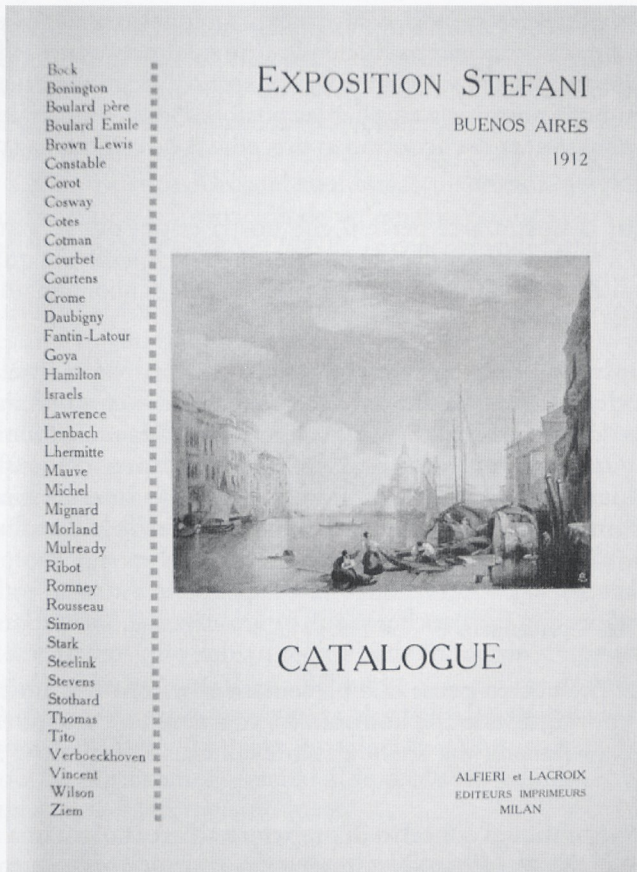 Bock
Bonington
Boulard père
Boulard Emile
Brown Lewis
Constable
Corot
Cosway
Cotes
Cotman
Courbet
Courtens
Crome
Daubigny
Fantin-Latour
Goya
Hamilton
Israels
Lawrence
Lenbach
Lhermitte
Mauve
Michel
Mignard
Morland
Mulready
Ribot
Romney
Rousseau
Simon
Stark
Steelink
Stevens
Stothard
Thomas
Tito
Verboeckhoven
Vincent
Wilson
Ziem
EXPOSITION STEFANI
BUENOS AIRES
1912
CATALOGUE
ALFIERI et LACROIX
EDITEURS IMPRIMEURS
MILAN